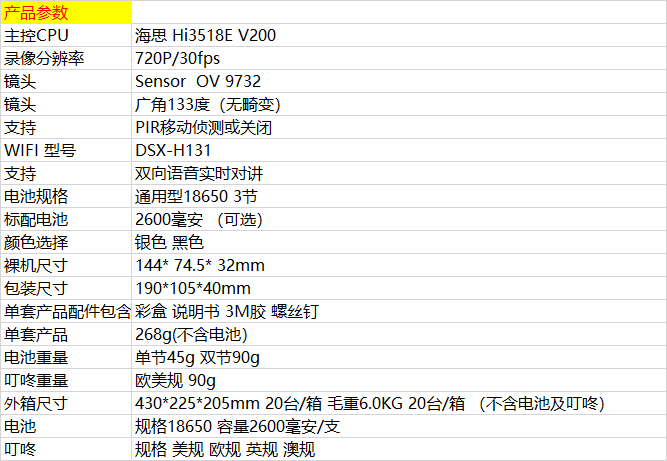 产品参数
主控CPU 海思 Hi3518E V200
录像分辨率 720P/30fps
镜头 Sensor  OV 9732
镜头 广角133度（无畸变）
支持 PIR移动侦测或关闭
WIFI 型号 DSX-H131
支持 双向语音实时对讲
电池规格 通用型18650 3节
标配电池 2600毫安 （可选）
颜色选择 银色 黑色
裸机尺寸 144* 74.5* 32mm
包装尺寸 190*105*40mm
单套产品配件包含 彩盒 说明书 3M胶 螺丝钉
单套产品 268g(不含电池）
电池重量 单节45g 双节90g
叮咚重量 欧美规 90g
外箱尺寸 430*225*205mm 20台/箱 毛重6.0KG 20台/箱 （不含电池及叮咚）
电池 规格18650 容量2600毫安/支
叮咚 规格 美规 欧规 英规 澳规